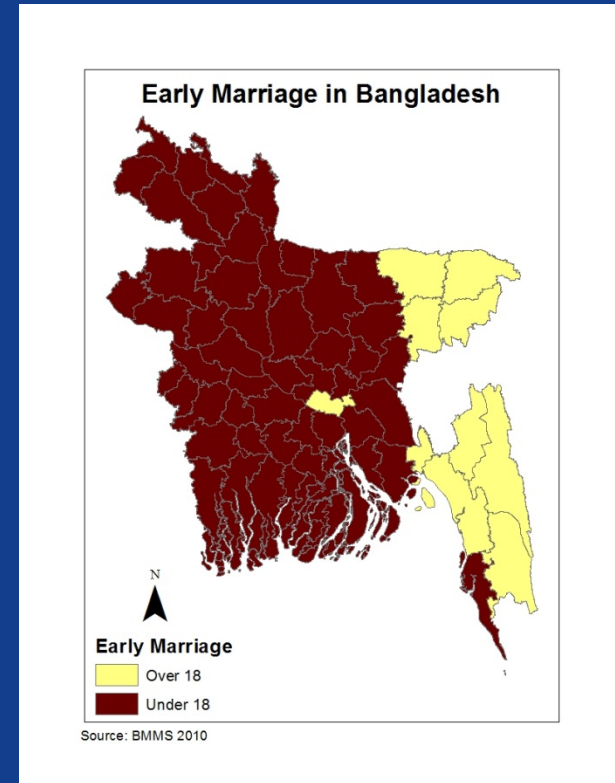 Early Marriage in Bangladesh
N
Early Marriage
Over 18
Under 18
Source: BMMS 2010